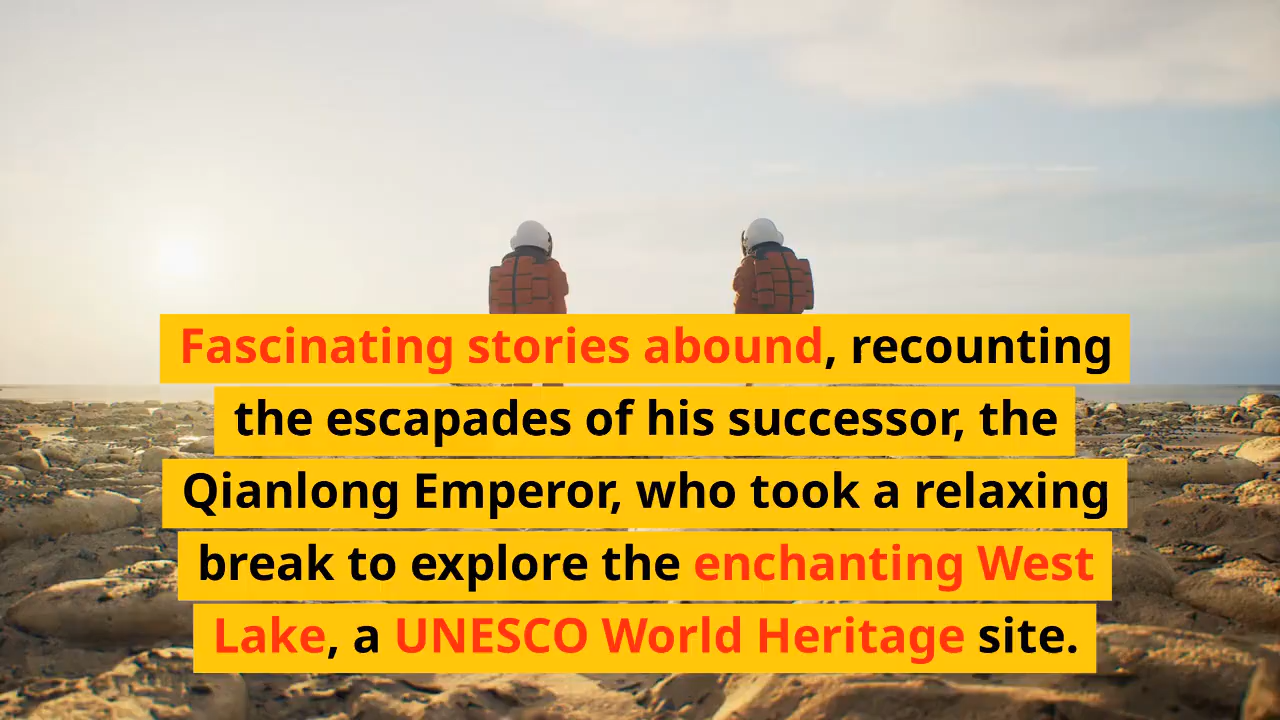 Fascinating stories abound, recounting
the escapades of his successor, the
Qianlong Emperor, who took a relaxing
break to explore the enchanting West
Lake, a UNESCO World Heritage site.